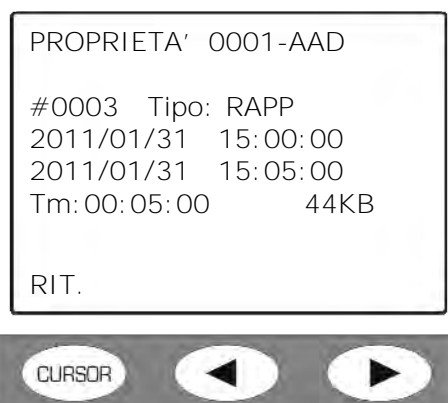 PROPRIETA’ 0001-AAD
#0003 Tipo: RAPP
2011/01/31 15:00:00
2011/01/31 15:05:00
Tm:00:05:00 44KB
RIT.
CURSOR